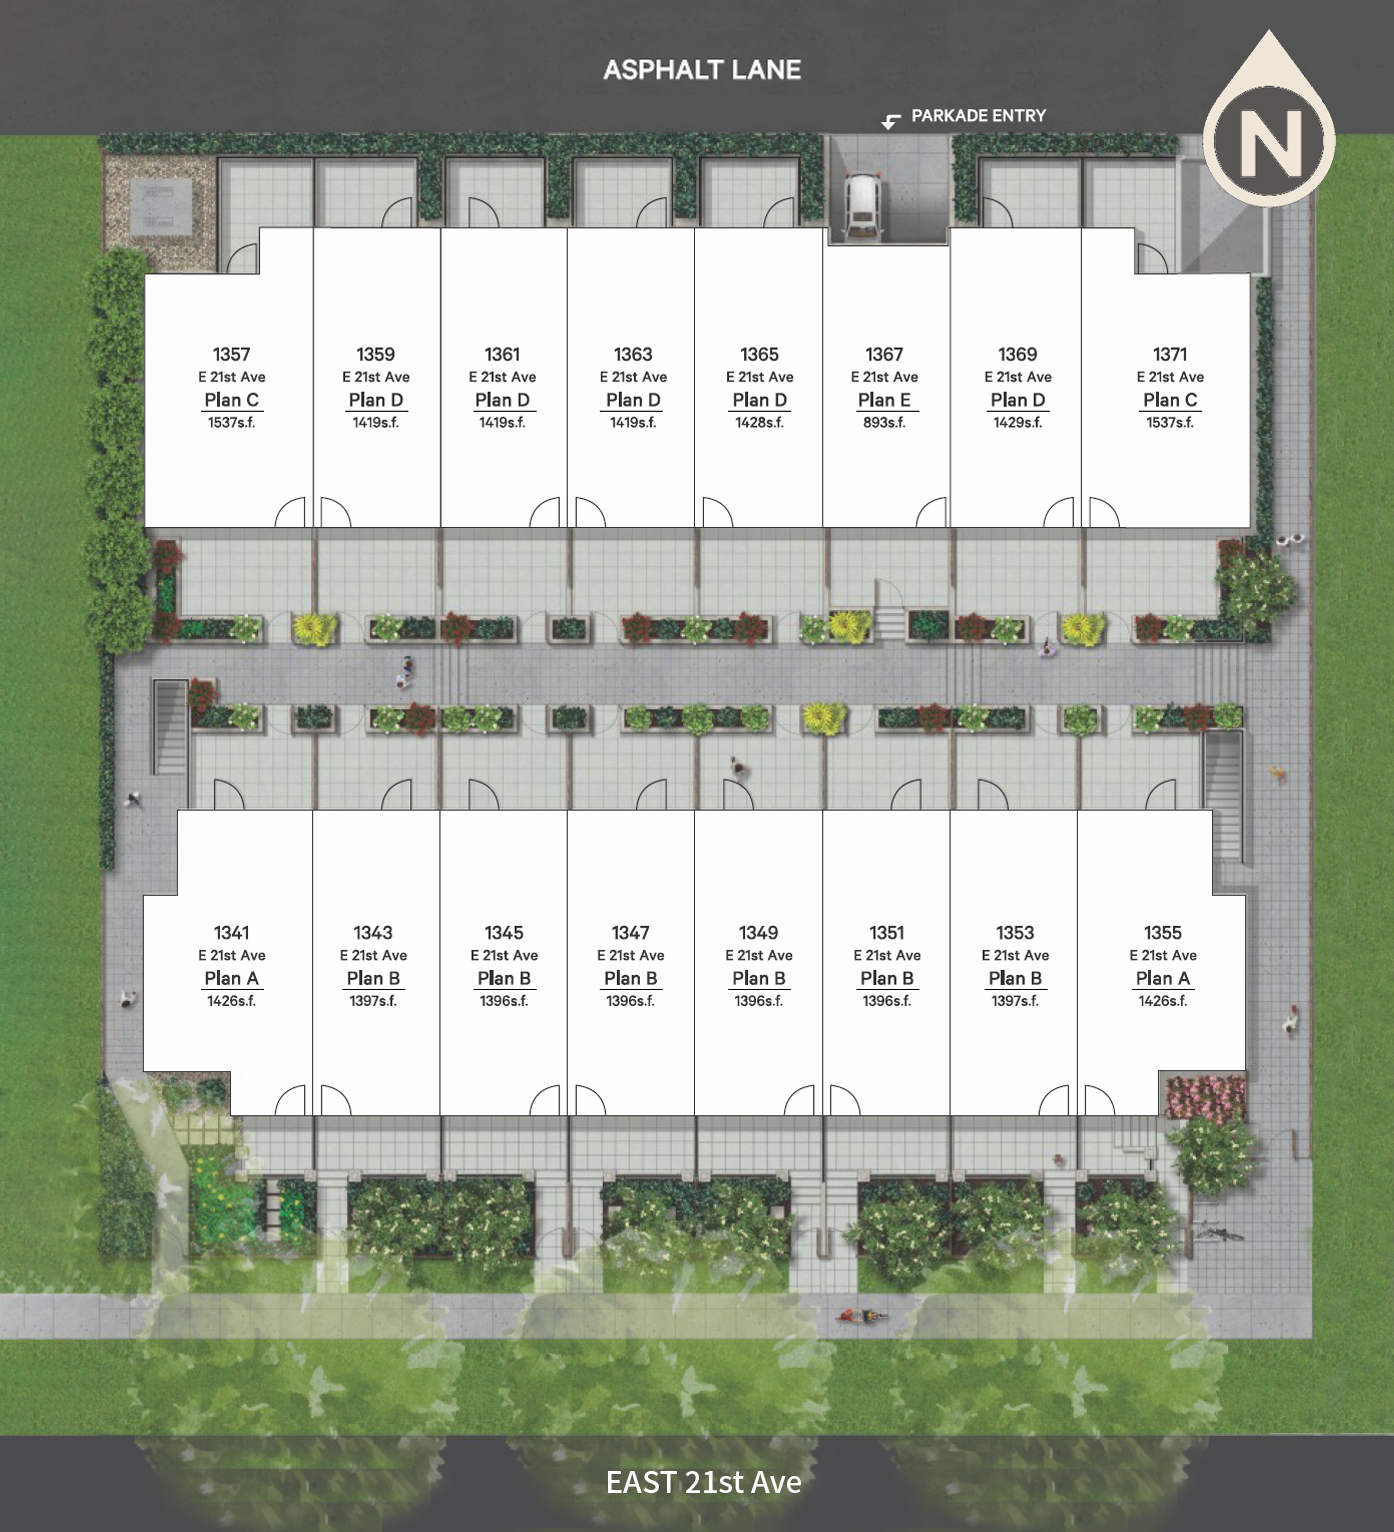 ASPHALT LANE
N
PARKADE ENTRY
1357
E 21st Ave
Plan C
1537s.f.
1359
E 21st Ave
Plan D
1419s.f.
1361
E 21st Ave
Plan D
1419s.f.
1363
E 21st Ave
Plan D
1419s.f.
1365
E 21st Ave
Plan D
1428s.f.
1367
E 21st Ave
Plan E
893s.f.
1369
E 21st Ave
Plan D
1429s.f.
1371
E 21st Ave
Plan C
1537s.f.
1341
E 21st Ave
Plan A
1426s.f.
1343
E 21st Ave
Plan B
1397s.f.
1345
E 21st Ave
Plan B
1396s.f.
1347
E 21st Ave
Plan B
1396s.f.
1349
E 21st Ave
Plan B
1396s.f.
1351
E 21st Ave
Plan B
1396s.f.
1353
E 21st Ave
Plan B
1397s.f.
1355
E 21st Ave
Plan A
1426s.f.
EAST 21st Ave